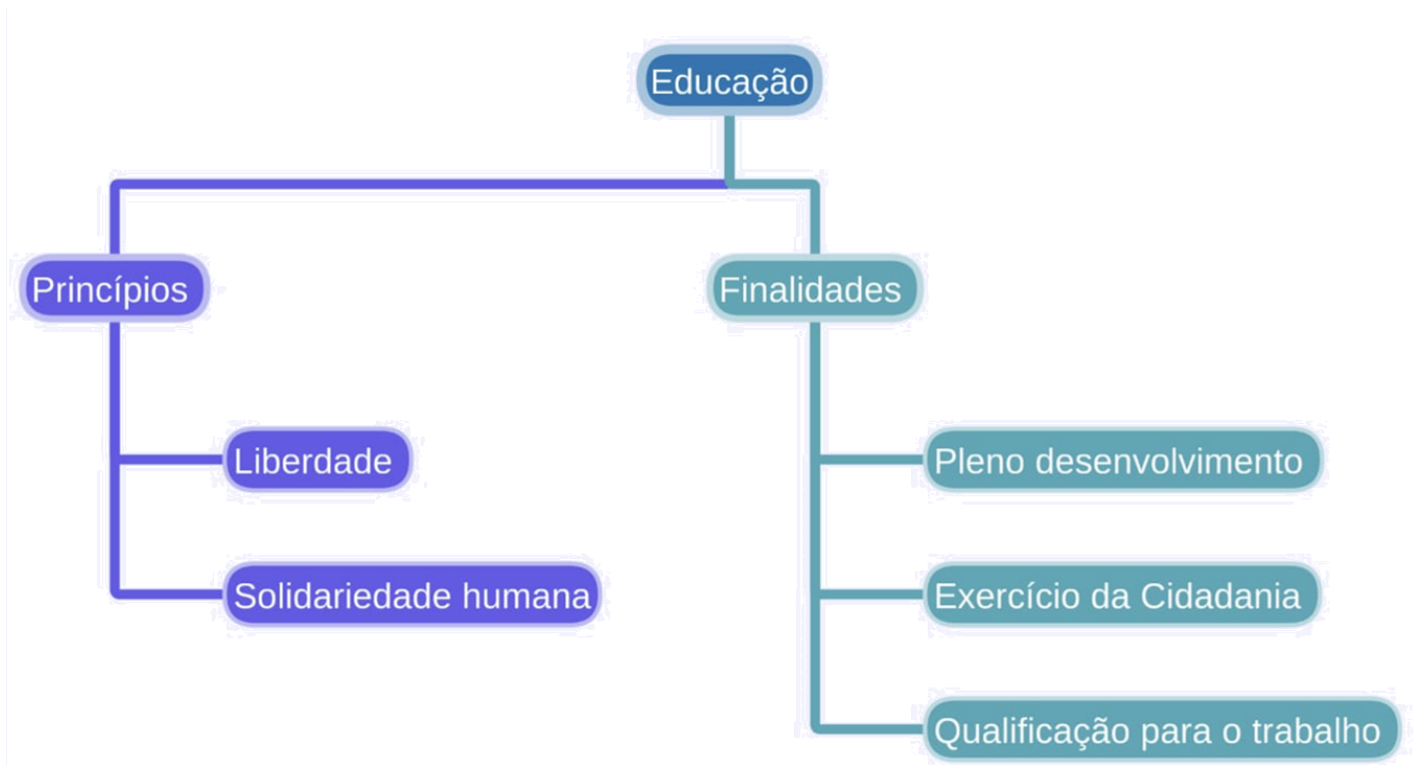 Educação
Princípios
Liberdade
Solidariedade humana
Finalidades
Pleno desenvolvimento
Exercício da Cidadania
Qualificação para o trabalho